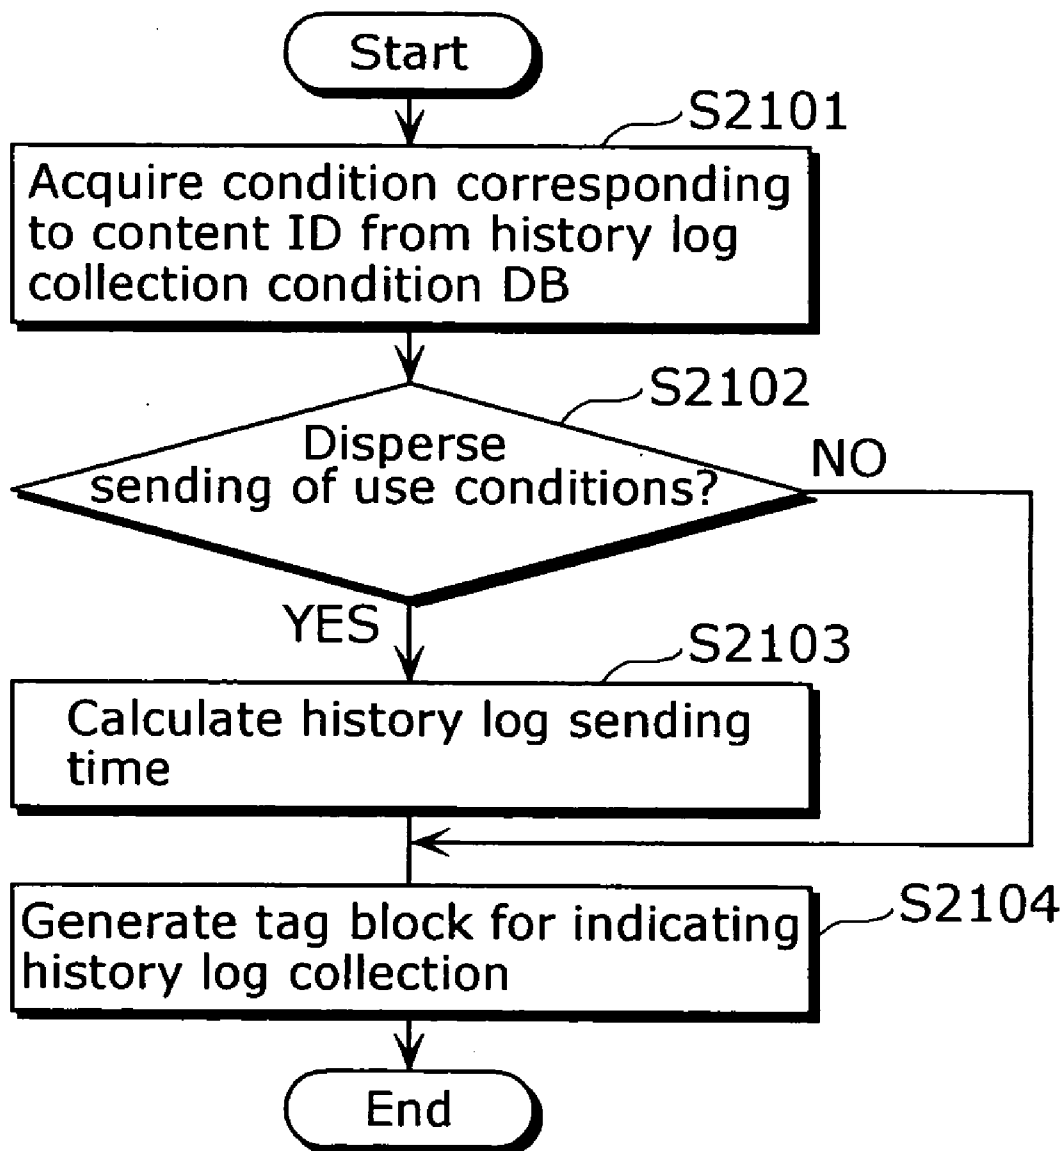 Start
S2101
Acquire condition corresponding
to content ID from history log
collection condition DB
S2102
Disperse
sending of use conditions?
NO
YES
S2103
Calculate history log sending
time
S2104
Generate tag block for indicating
history log collection
End